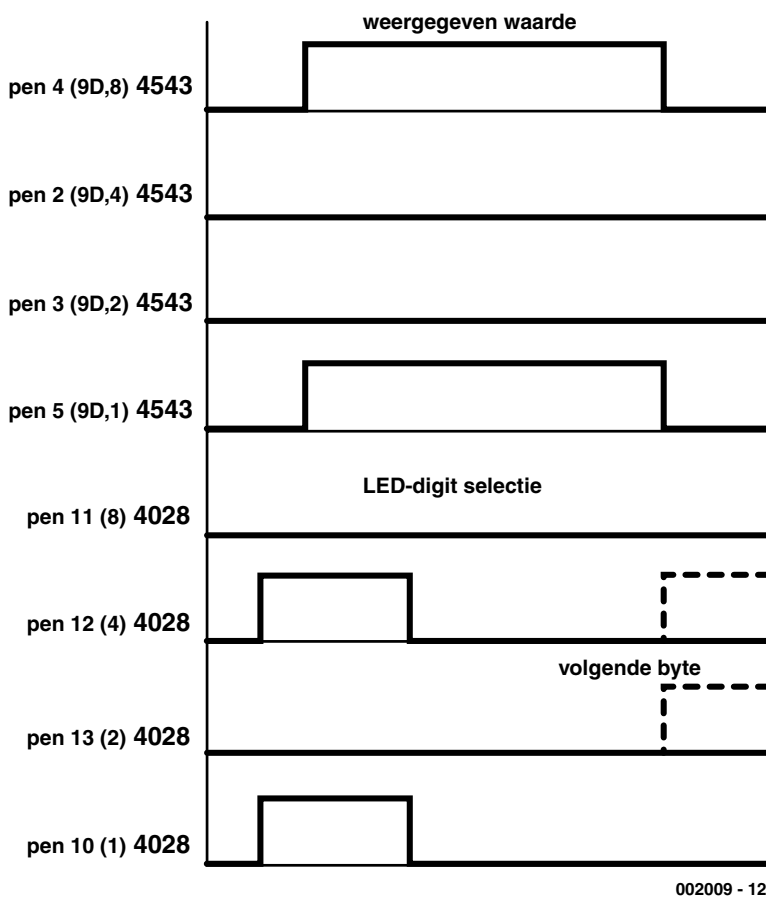 weergegeven waarde
pen 4 (9D,8) 4543
pen 2 (9D,4) 4543
pen 3 (9D,2) 4543
pen 5 (9D,1) 4543
LED-digit selectie
pen 11 (8) 4028
pen 12 (4) 4028
volgende byte
pen 13 (2) 4028
pen 10 (1) 4028
002009 - 12